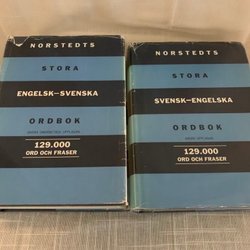 NORSTEDTS
STORA
ENGELSK–SVENSKA
ORDBOK
129.000
ORD OCH FRASER
NORSTEDTS
STORA
SVENSK–ENGELSKA
ORDBOK
129.000
ORD OCH FRASER